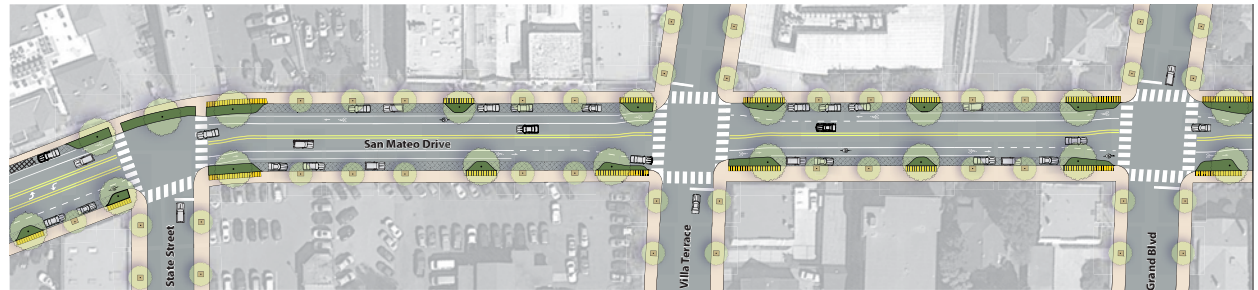 San Mateo Drive
State Street
Villa Terrace
Grand Blvd